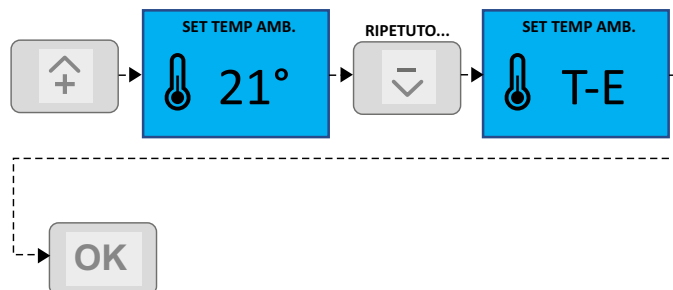 SET TEMP AMB.
21°
RIPETUTO...
SET TEMP AMB.
T-E
OK